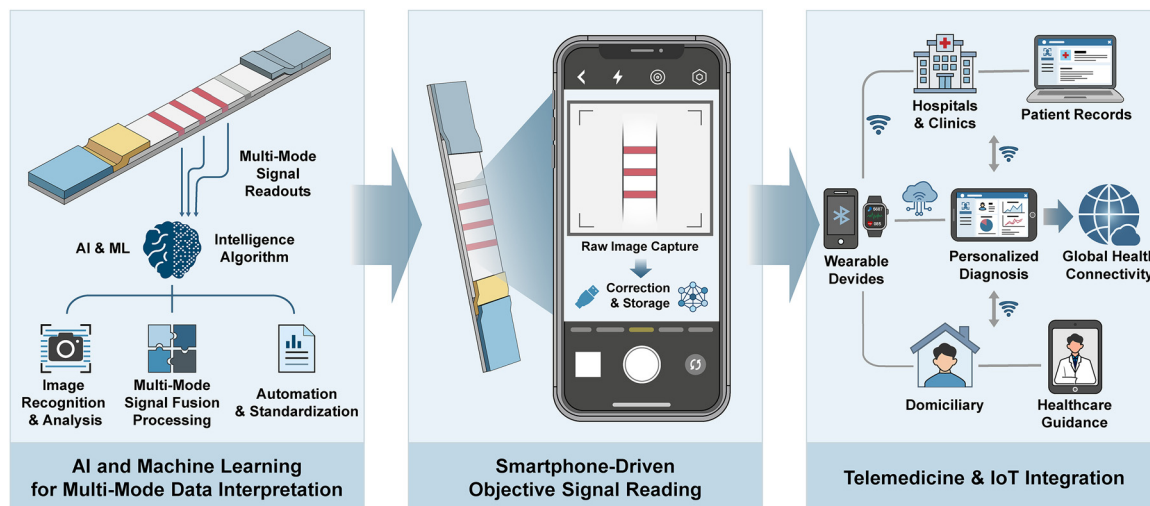 Multi-Mode
Signal
Readouts
AI & ML
Intelligence
Algorithm
Image
Recognition
& Analysis
Multi-Mode
Signal Fusion
Processing
Automation
& Standardization
AI and Machine Learning
for Multi-Mode Data Interpretation
Raw Image Capture
Correction
& Storage
Smartphone-Driven
Objective Signal Reading
Hospitals
& Clinics
Patient Records
Wearable
Devides
Personalized
Diagnosis
Global Health
Connectivity
Domiciliary
Healthcare
Guidance
Telemedicine & IoT Integration